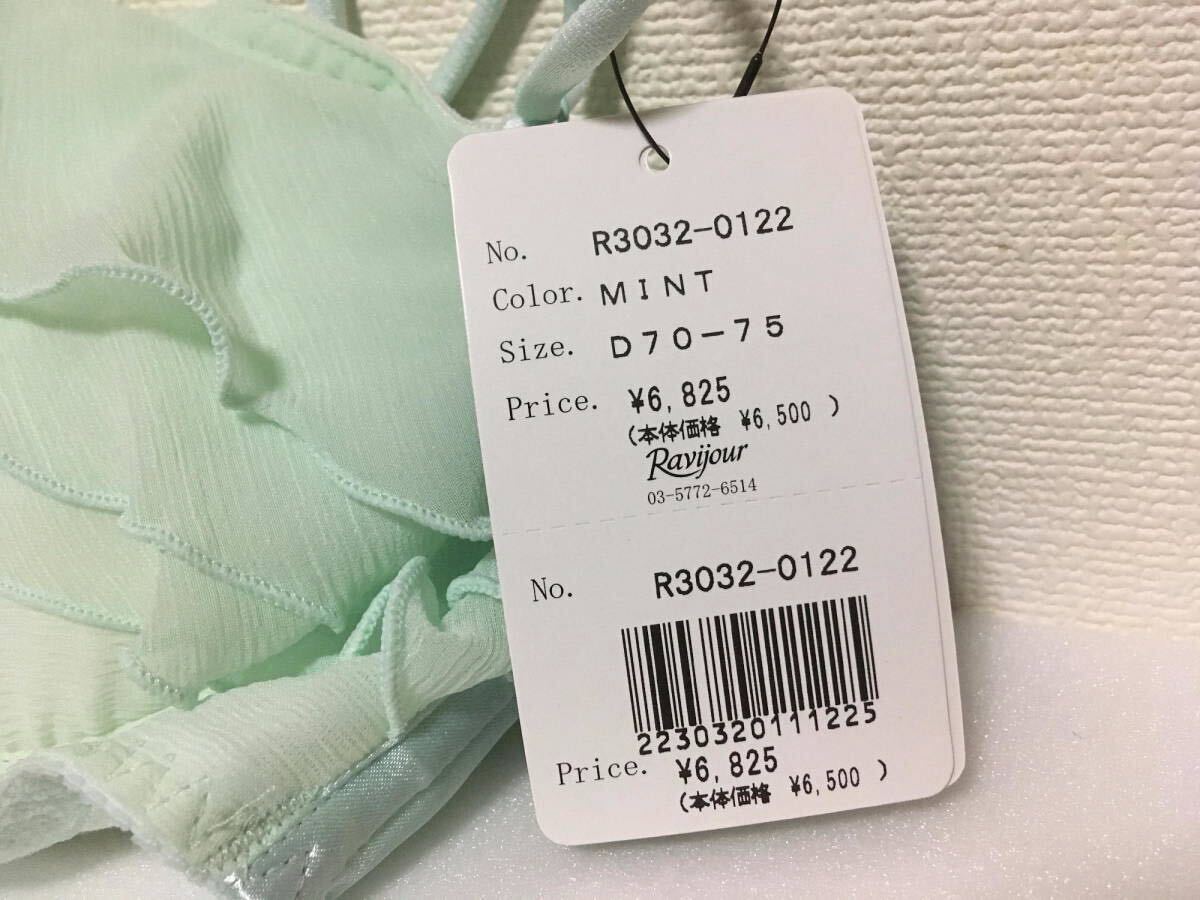 No. R3032-0122
Color. MINT
Size. D70-75
Price. ¥6,825
(本体価格 ¥6,500 )
Ravijour
03-5772-6514
No. R3032-0122
2230320111225
Price. ¥6,825
(本体価格 ¥6,500 )